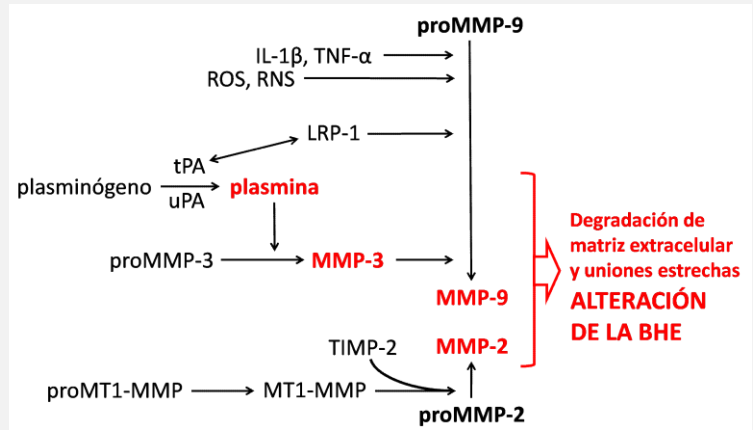 proMMP-9
IL-1β, TNF-α
ROS, RNS
LRP-1
tPA
plasminógeno
uPA
plasmina
proMMP-3
MMP-3
MMP-9
Degradación de
matriz extracelular
y uniones estrechas
ALTERACIÓN
DE LA BHE
TIMP-2
MMP-2
proMT1-MMP
MT1-MMP
proMMP-2